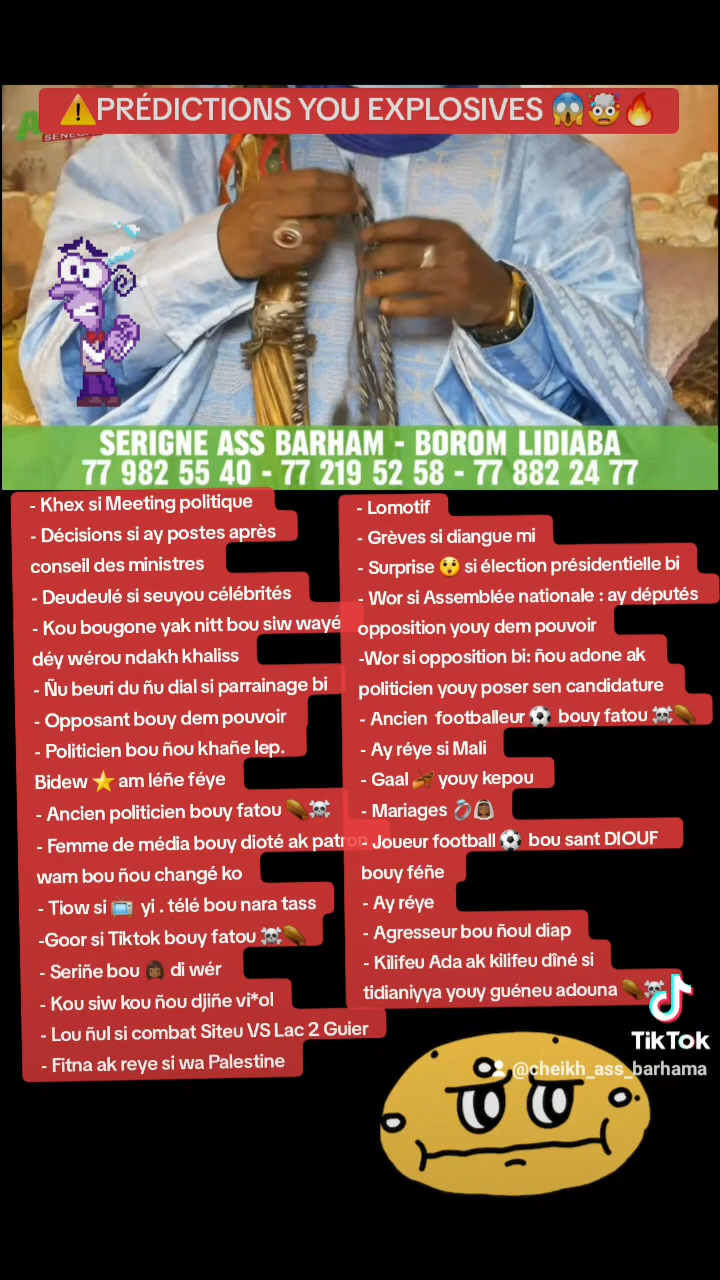 ⚠️PRÉDICTIONS YOU EXPLOSIVES 😱🤯🔥
SERIGNE ASS BARHAM - BOROM LIDIABA
77 982 55 40 - 77 219 52 58 - 77 882 24 77
- Khex si Meeting politique
- Décisions si ay postes après
conseil des ministres
- Deudeulé si seuyou célébrités
- Kou bougone yak nitt bou siw wayé
déy wérou ndakh khaliss
- Ñu beuri du ñu dial si parrainage bi
- Opposant bouy dem pouvoir
- Politicien bou ñou khañe lep.
Bidew ⭐am léñe féye
- Ancien politicien bouy fatou ⚰️☠️
- Femme de média bouy dioté ak patron
wam bou ñou changé ko
- Tiow si 📺 yi . télé bou nara tass
-Goor si Tiktok bouy fatou ☠️⚰️
- Seriñe bou 👩🏿 di wér
- Kou siw kou ñou djiñe vi*ol
- Lou ñul si combat Siteu VS Lac 2 Guier
- Fitna ak reye si wa Palestine
- Lomotif
- Grèves si diangue mi
- Surprise 😲 si élection présidentielle bi
- Wor si Assemblée nationale : ay députés
opposition youy dem pouvoir
-Wor si opposition bi: ñou adone ak
politicien youy poser sen candidature
- Ancien footballeur ⚽ bouy fatou ☠️⚰️
- Ay réye si Mali
- Gaal 🛶 youy kepou
- Mariages 💍👰🏿
- Joueur football ⚽ bou sant DIOUF
bouy féñe
- Ay réye
- Agresseur bou ñoul diap
- Kilifeu Ada ak kilifeu dîné si
tidianiyya youy guéneu adouna ⚰️☠️
TikTok
@cheikh_ass_barhama